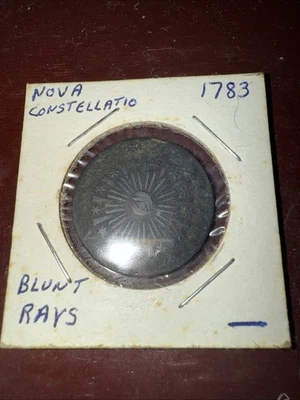 NOVA
CONSTELLATIO
1783
BLUNT
RAYS